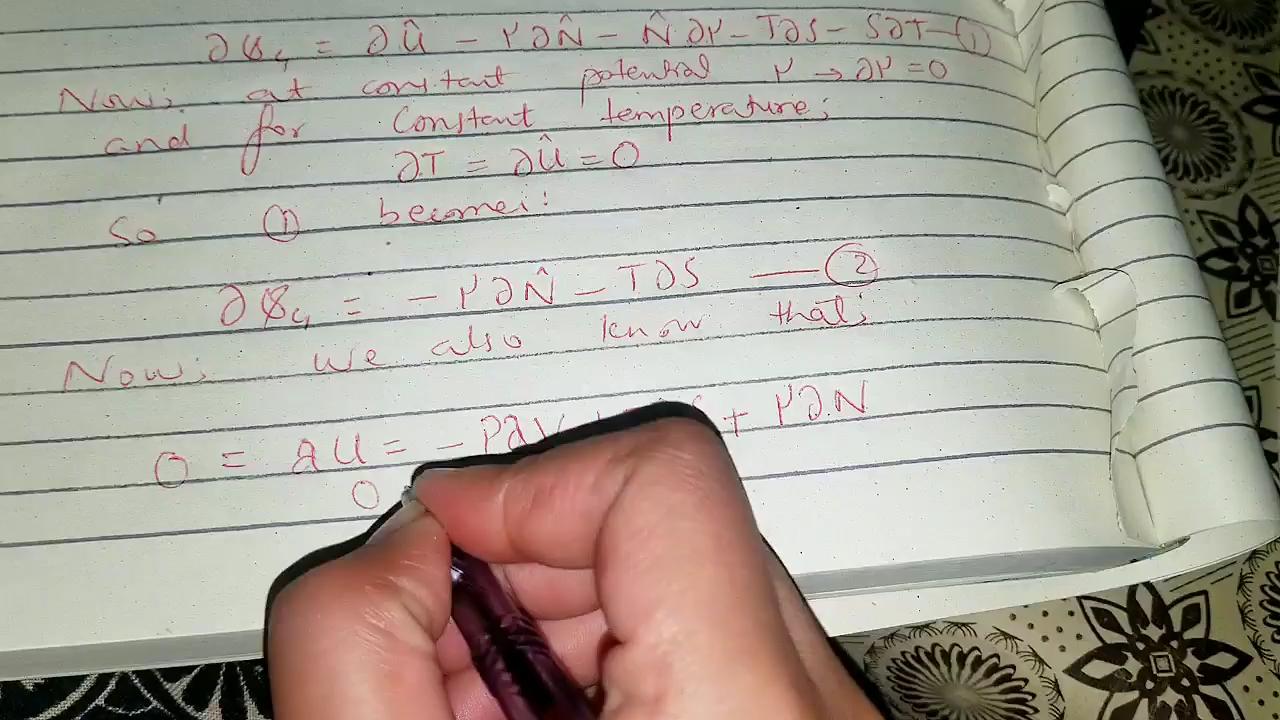 ∂Φ_G = ∂Û − μ∂N̂ − N̂∂μ − T∂S − S∂T —①
Now; at constant potential μ → ∂μ = 0
and for constant temperature;
∂T = ∂Û = 0
So ① becomes:
∂Φ_G = − μ∂N̂ − T∂S —②
Now; we also know that;
0 = ∂U = − P∂V + μ∂N
0